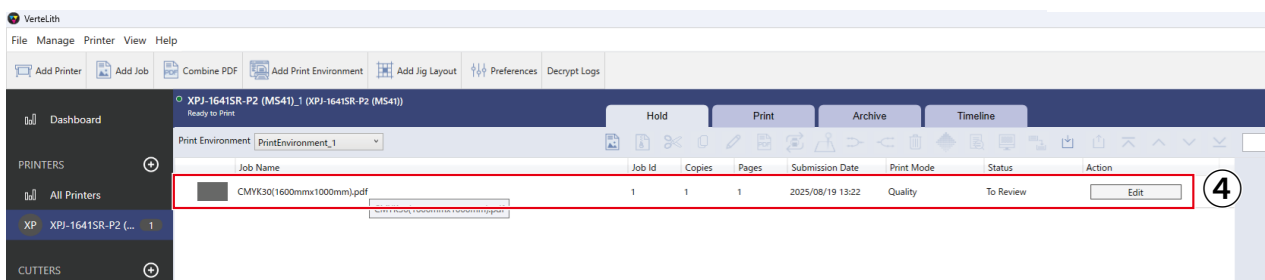 VerteLith
File Manage Printer View Help
Add Printer Add Job Combine PDF Add Print Environment Add Jig Layout Preferences Decrypt Logs
Dashboard
PRINTERS
All Printers
XP XPJ-1641SR-P2 (... 1
CUTTERS
XPJ-1641SR-P2 (MS41)_1 (XPJ-1641SR-P2 (MS41))
Ready to Print
Hold Print Archive Timeline
Print Environment PrintEnvironment_1
Job Name Job Id Copies Pages Submission Date Print Mode Status Action
CMYK30(1600mmx1000mm).pdf 1 1 1 2025/08/19 13:22 Quality To Review Edit
④
CMYK30(1600mmx1000mm).pdf